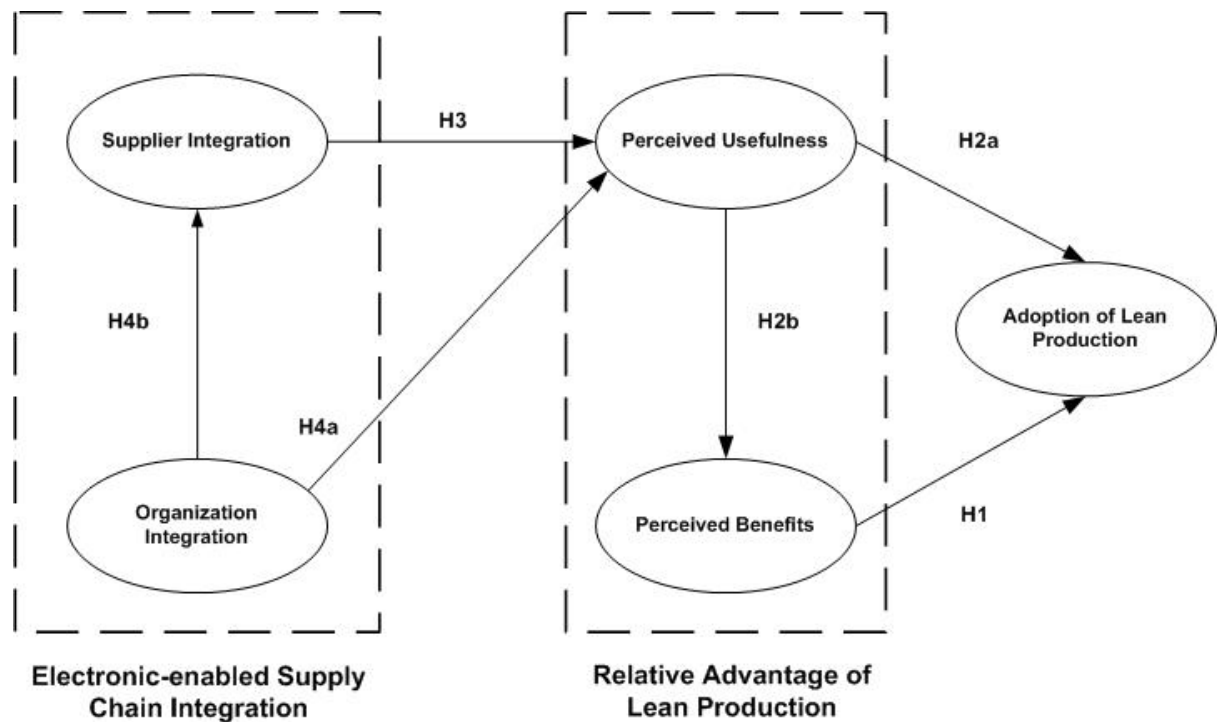 Supplier Integration
H3
Perceived Usefulness
H2a
H4b
H2b
Adoption of Lean
Production
H4a
Organization
Integration
Perceived Benefits
H1
Electronic-enabled Supply
Chain Integration
Relative Advantage of
Lean Production